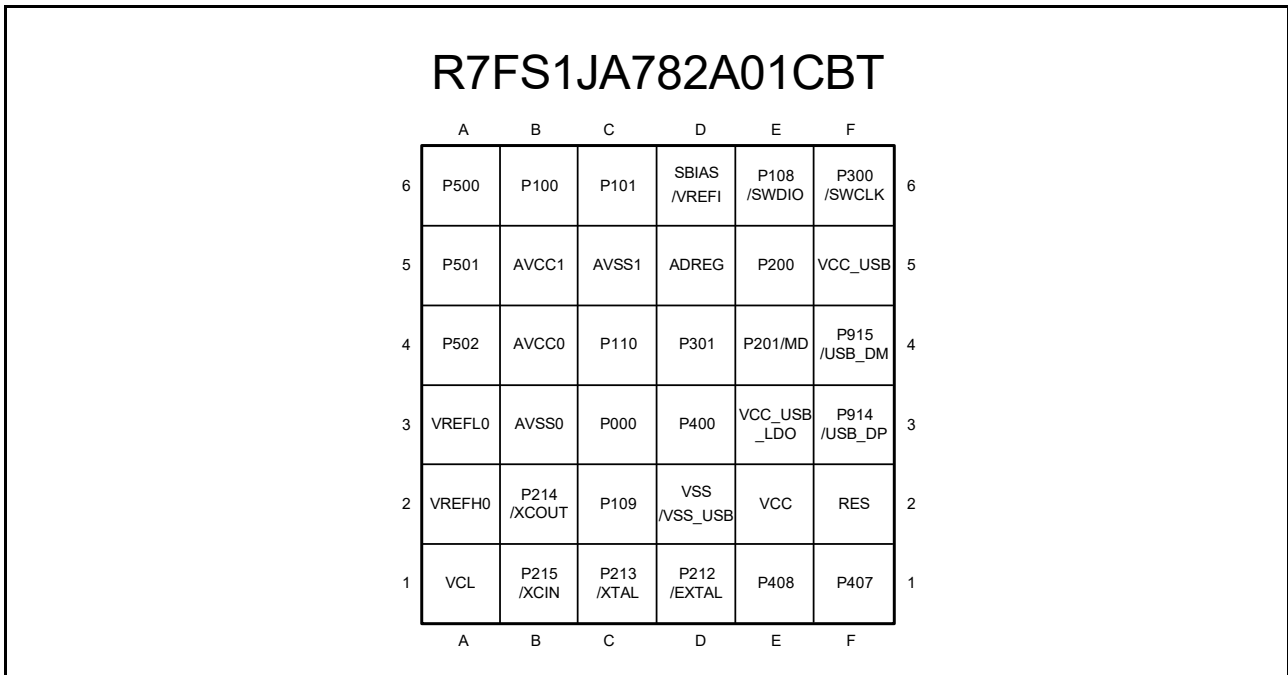 R7FS1JA782A01CBT
A B C D E F
6 P500 P100 P101 SBIAS /VREFI P108 /SWDIO P300 /SWCLK 6
5 P501 AVCC1 AVSS1 ADREG P200 VCC_USB 5
4 P502 AVCC0 P110 P301 P201/MD P915 /USB_DM 4
3 VREFL0 AVSS0 P000 P400 VCC_USB _LDO P914 /USB_DP 3
2 VREFH0 P214 /XCOUT P109 VSS /VSS_USB VCC RES 2
1 VCL P215 /XCIN P213 /XTAL P212 /EXTAL P408 P407 1
A B C D E F